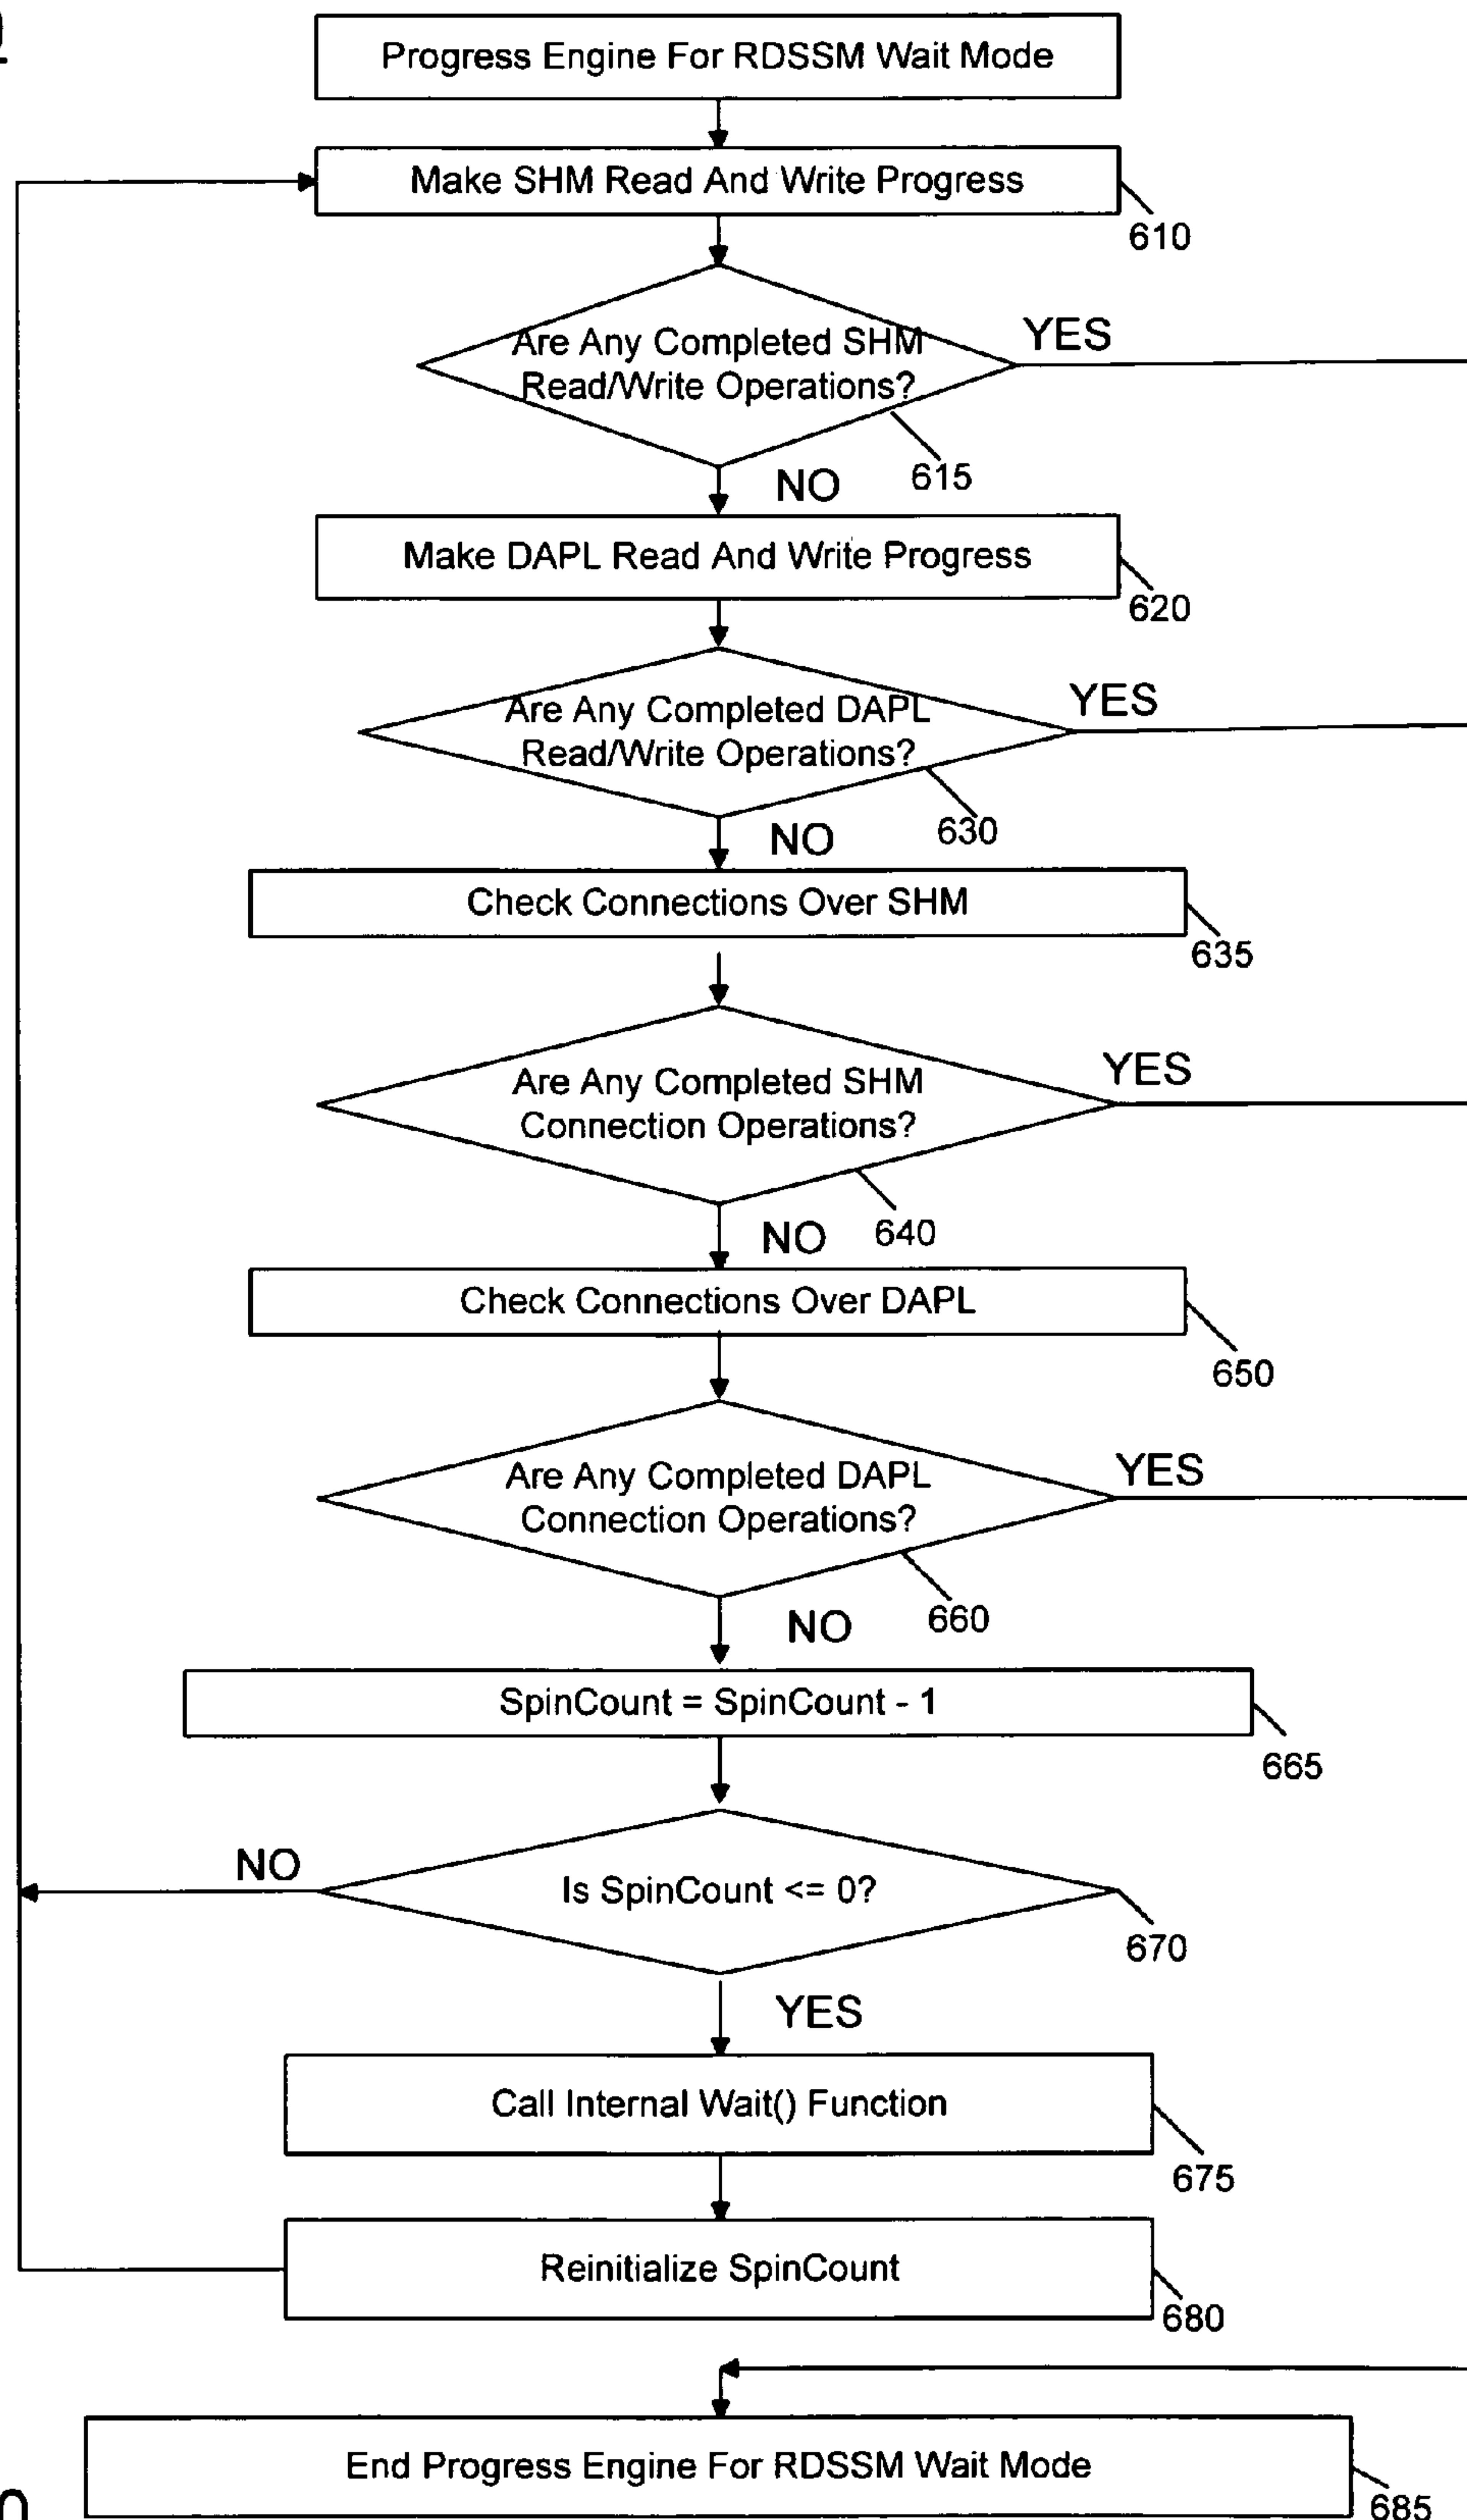 Progress Engine For RDSSM Wait Mode
Make SHM Read And Write Progress
610
Are Any Completed SHM
Read/Write Operations?
YES
615
NO
Make DAPL Read And Write Progress
620
Are Any Completed DAPL
Read/Write Operations?
YES
630
NO
Check Connections Over SHM
635
Are Any Completed SHM
Connection Operations?
YES
640
NO
Check Connections Over DAPL
650
Are Any Completed DAPL
Connection Operations?
YES
660
NO
SpinCount = SpinCount - 1
665
Is SpinCount <= 0?
NO
670
YES
Call Internal Wait() Function
675
Reinitialize SpinCount
680
End Progress Engine For RDSSM Wait Mode
685